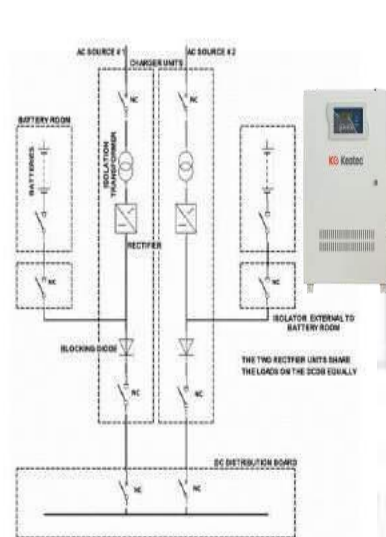 AC SOURCE # 1
AC SOURCE # 2
CHARGER UNITS
NC
NC
BATTERY ROOM
BATTERIES
ISOLATION
TRANSFORMER
KG Keatec
RECTIFIER
NC
NC
ISOLATOR EXTERNAL TO
BATTERY ROOM
BLOCKING DIODE
THE TWO RECTIFIER UNITS SHARE
THE LOADS ON THE DCDB EQUALLY
NC
NC
DC DISTRIBUTION BOARD
NC
NC